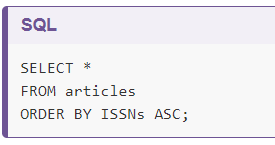 SQL
SELECT *
FROM articles
ORDER BY ISSNs ASC;